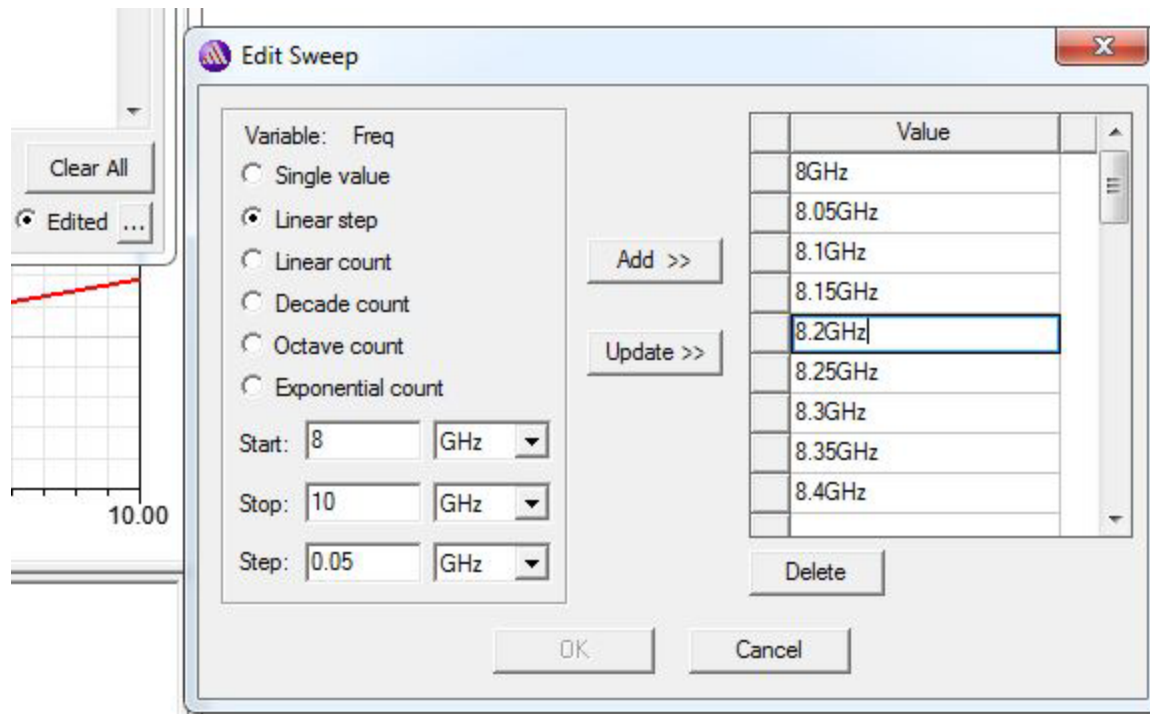 Edit Sweep
Clear All
Edited ...
10.00
Variable: Freq
Single value
Linear step
Linear count
Decade count
Octave count
Exponential count
Start: 8 GHz
Stop: 10 GHz
Step: 0.05 GHz
Add >>
Update >>
Value
8GHz
8.05GHz
8.1GHz
8.15GHz
8.2GHz
8.25GHz
8.3GHz
8.35GHz
8.4GHz
Delete
OK
Cancel